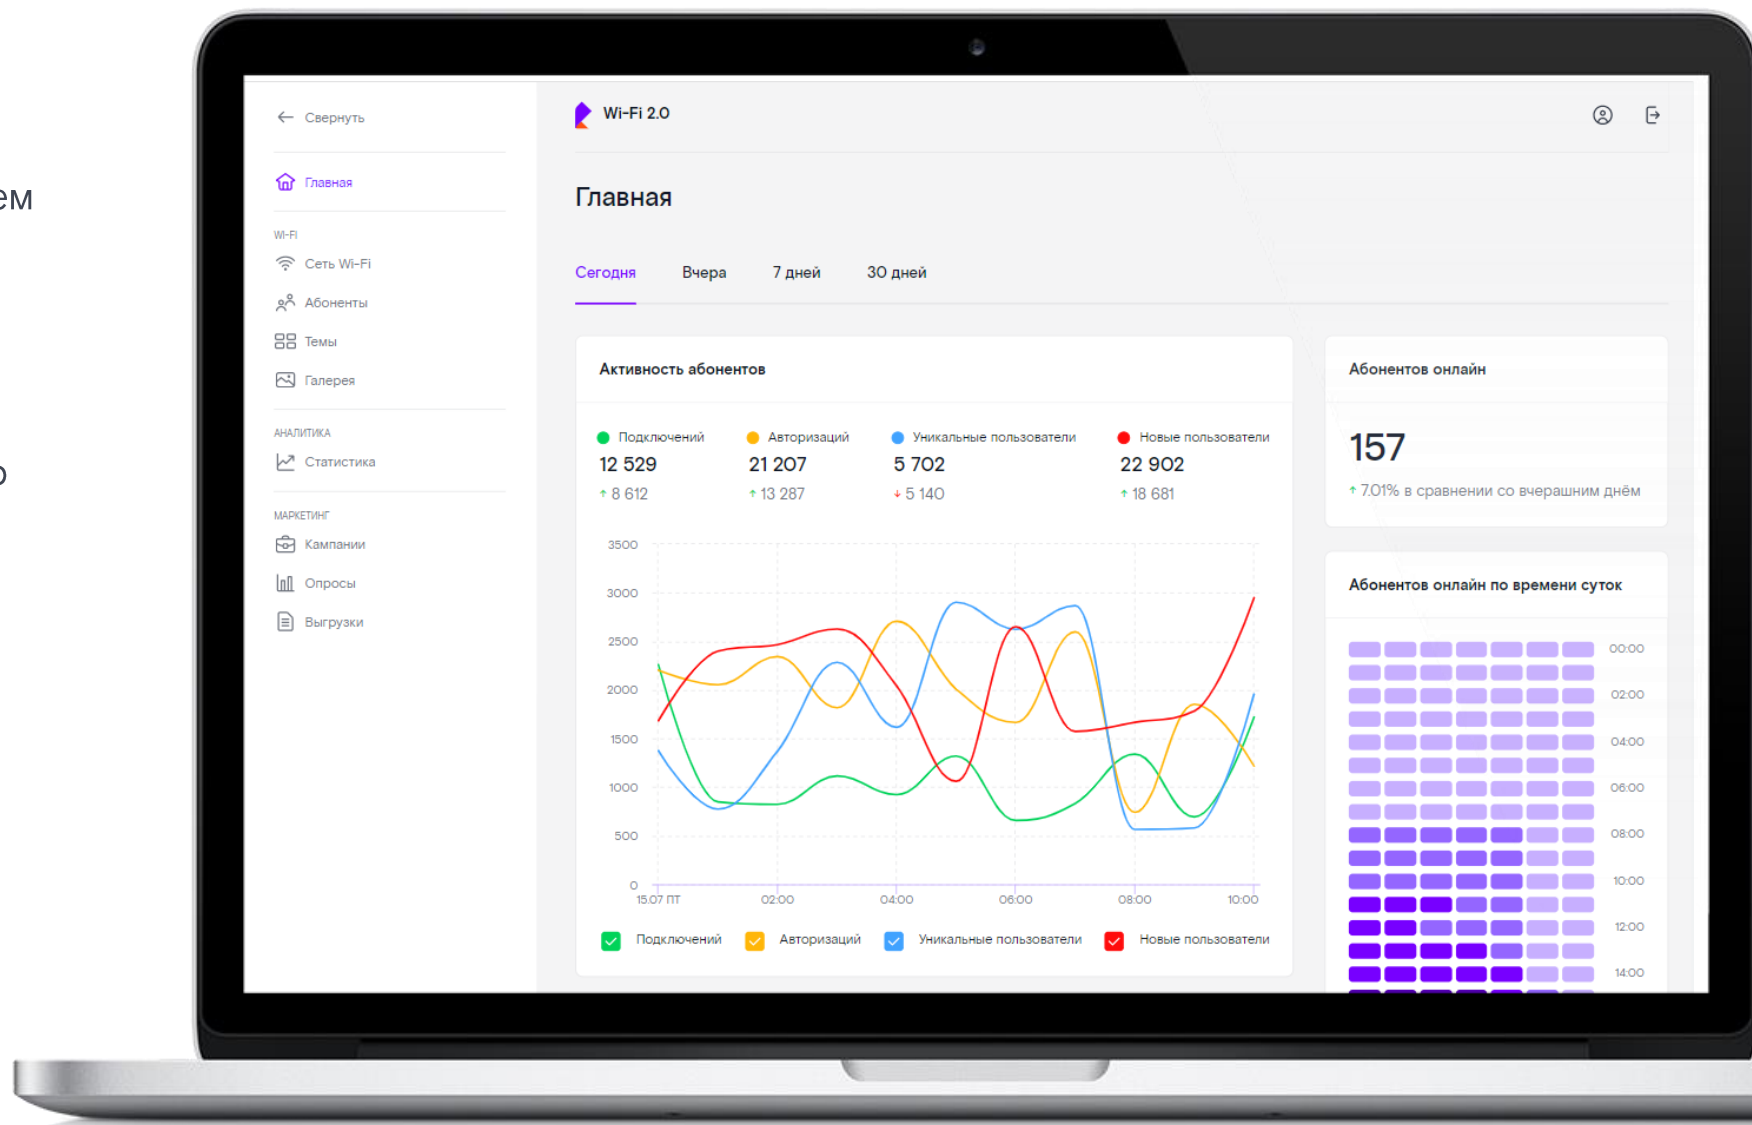 ем
о
Свернуть
Главная
WI-FI
Сеть Wi-Fi
Абоненты
Темы
Галерея
АНАЛИТИКА
Статистика
МАРКЕТИНГ
Кампании
Опросы
Выгрузки
Wi-Fi 2.0
Главная
Сегодня Вчера 7 дней 30 дней
Активность абонентов
Подключений Авторизаций Уникальные пользователи Новые пользователи
12 529 21 207 5 702 22 902
↑ 8 612 ↑ 13 287 ↓ 5 140 ↑ 18 681
3500
3000
2500
2000
1500
1000
500
0
15.07 ПТ 02:00 04:00 06:00 08:00 10:00
Подключений Авторизаций Уникальные пользователи Новые пользователи
Абонентов онлайн
157
↑ 7.01% в сравнении со вчерашним днём
Абонентов онлайн по времени суток
00:00
02:00
04:00
06:00
08:00
10:00
12:00
14:00